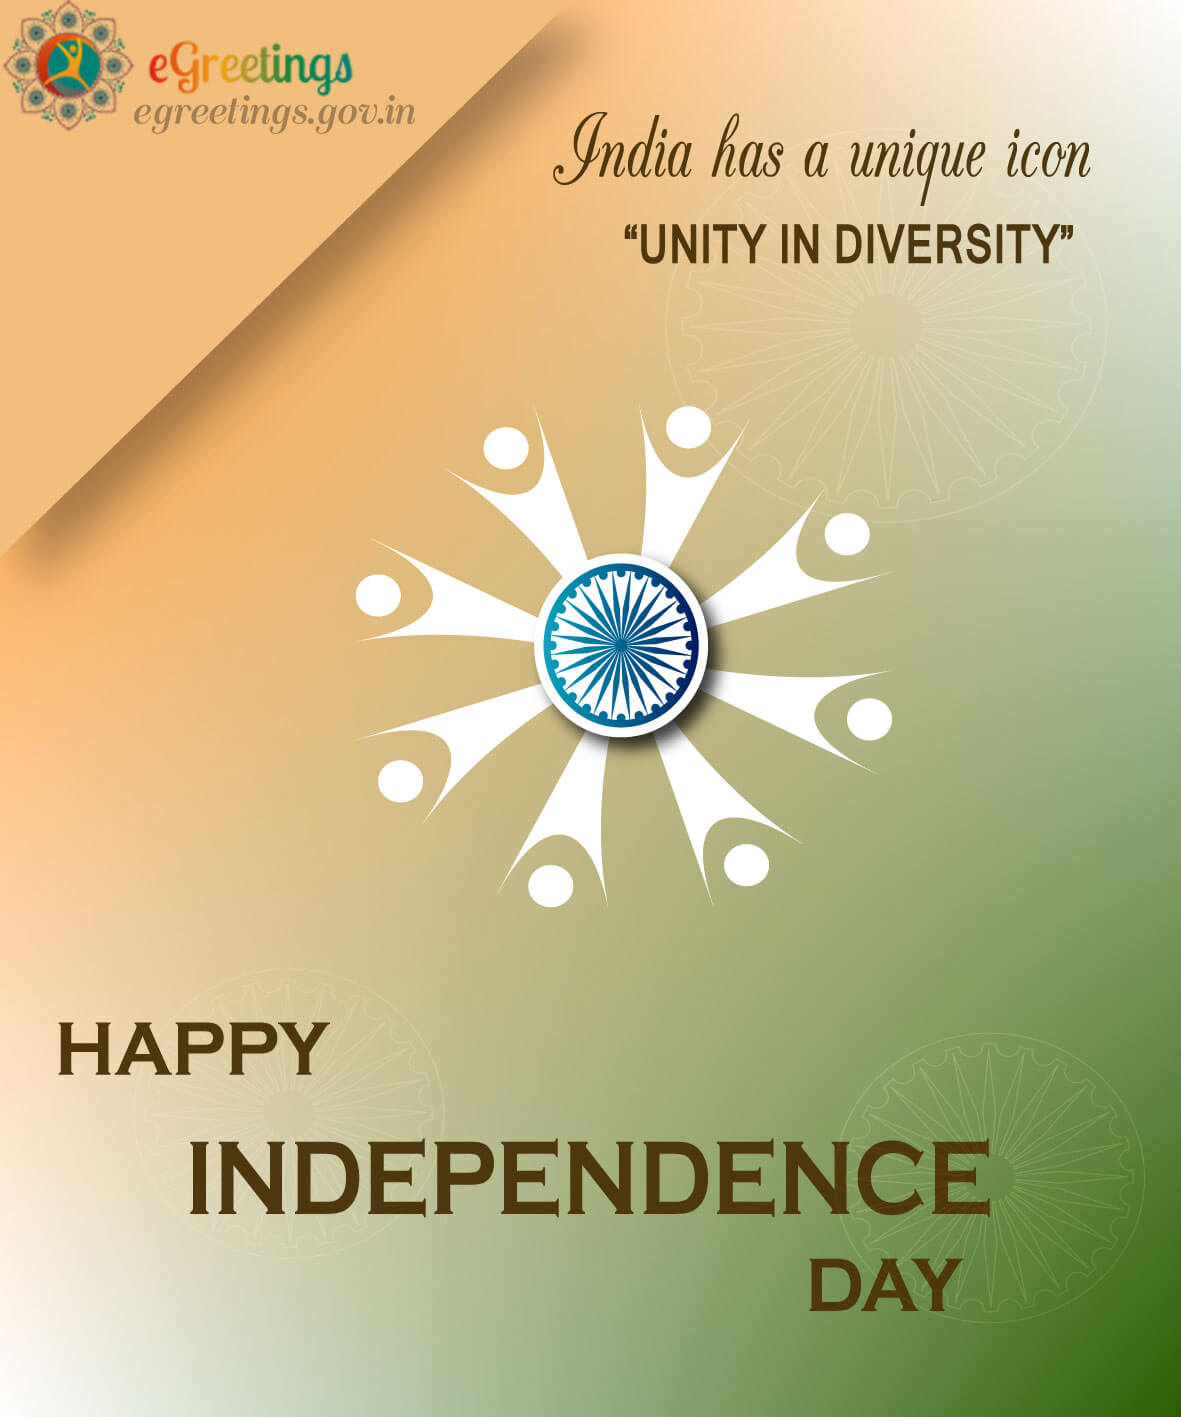 eGreetings
egreetings.gov.in
India has a unique icon
“UNITY IN DIVERSITY”
HAPPY
INDEPENDENCE
DAY